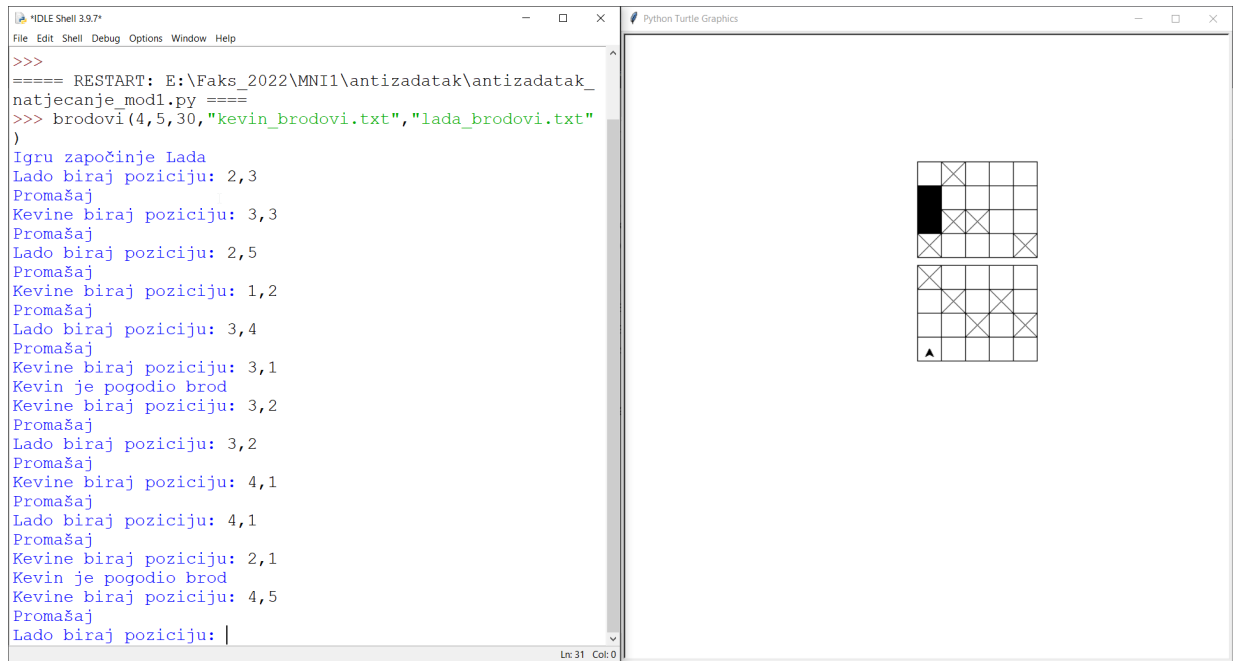 *IDLE Shell 3.9.7*
File Edit Shell Debug Options Window Help
>>>
===== RESTART: E:\Faks_2022\MNI1\antizadatak\antizadatak_
natjecanje_mod1.py ====
>>> brodovi(4,5,30,"kevin_brodovi.txt","lada_brodovi.txt"
)
Igru započinje Lada
Lado biraj poziciju: 2,3
Promašaj
Kevine biraj poziciju: 3,3
Promašaj
Lado biraj poziciju: 2,5
Promašaj
Kevine biraj poziciju: 1,2
Promašaj
Lado biraj poziciju: 3,4
Promašaj
Kevine biraj poziciju: 3,1
Kevin je pogodio brod
Kevine biraj poziciju: 3,2
Promašaj
Lado biraj poziciju: 3,2
Promašaj
Kevine biraj poziciju: 4,1
Promašaj
Lado biraj poziciju: 4,1
Promašaj
Kevine biraj poziciju: 2,1
Kevin je pogodio brod
Kevine biraj poziciju: 4,5
Promašaj
Lado biraj poziciju:
Ln: 31 Col: 0
Python Turtle Graphics